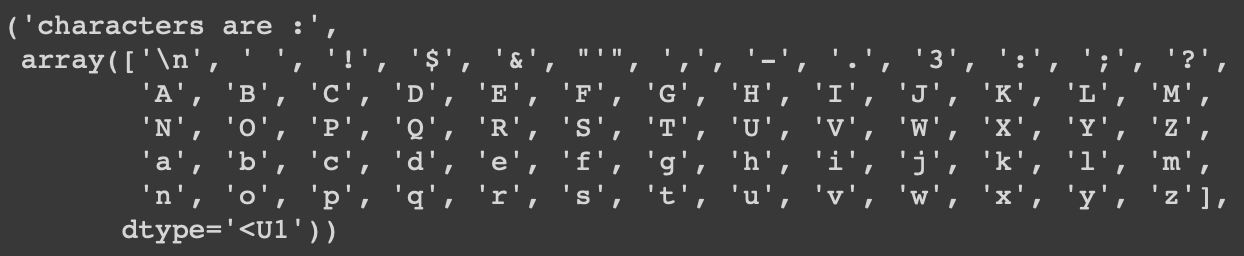 ('characters are :',
array(['\n', ' ', '!', '$', '&', "'", ',', '-', '.', '3', ':', ';', '?',
'A', 'B', 'C', 'D', 'E', 'F', 'G', 'H', 'I', 'J', 'K', 'L', 'M',
'N', 'O', 'P', 'Q', 'R', 'S', 'T', 'U', 'V', 'W', 'X', 'Y', 'Z',
'a', 'b', 'c', 'd', 'e', 'f', 'g', 'h', 'i', 'j', 'k', 'l', 'm',
'n', 'o', 'p', 'q', 'r', 's', 't', 'u', 'v', 'w', 'x', 'y', 'z'],
dtype='<U1'))